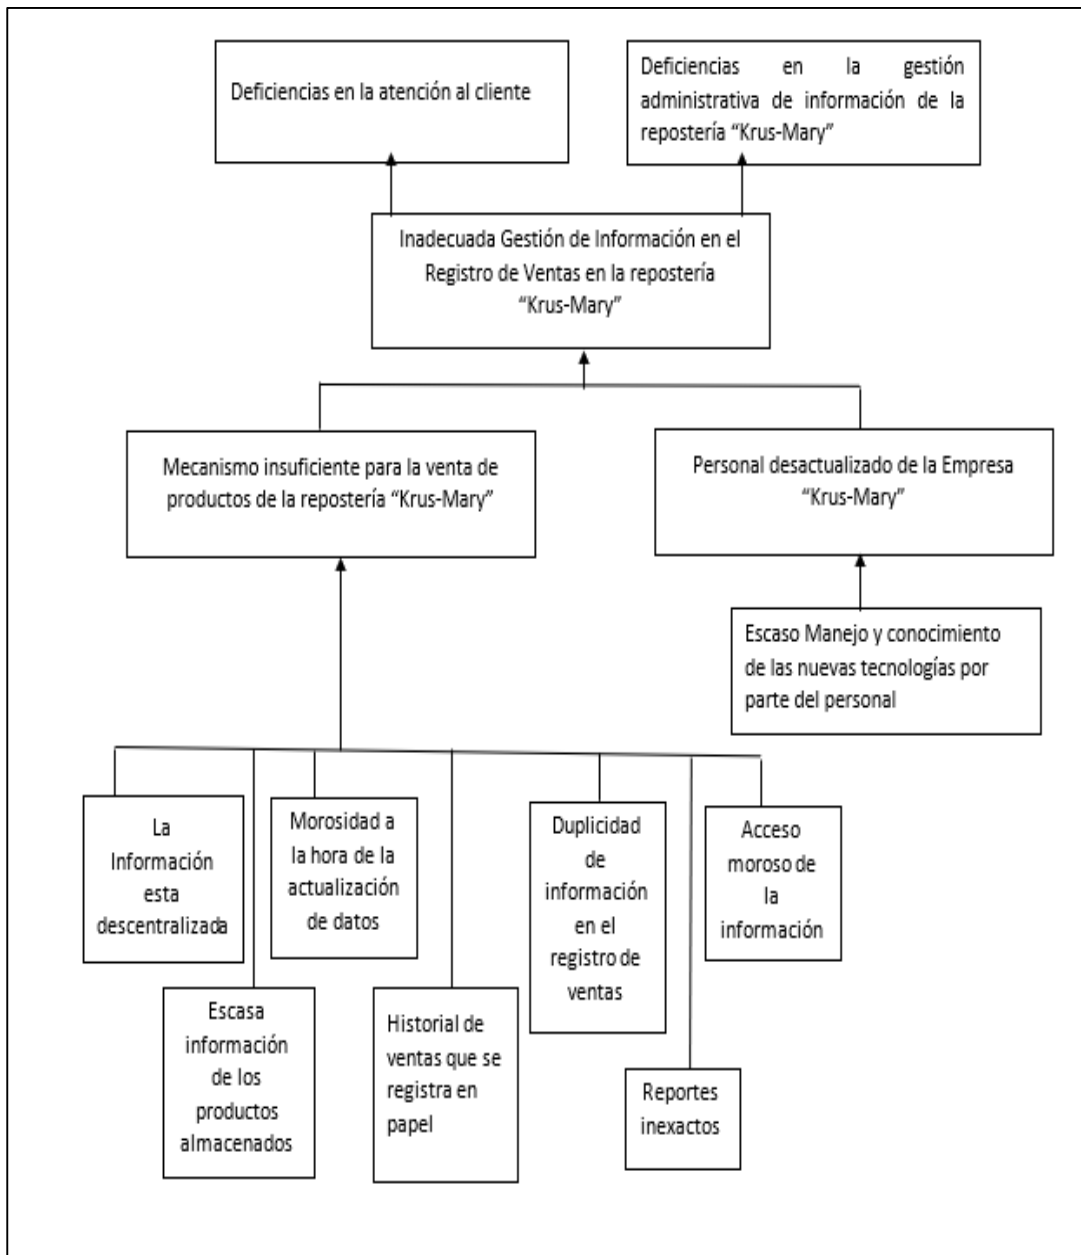 Deficiencias en la atención al cliente
Deficiencias en la gestión
administrativa de información de la
repostería “Krus-Mary”
Inadecuada Gestión de Información en el
Registro de Ventas en la repostería
“Krus-Mary”
Mecanismo insuficiente para la venta de
productos de la repostería “Krus-Mary”
Personal desactualizado de la Empresa
“Krus-Mary”
Escaso Manejo y conocimiento
de las nuevas tecnologías por
parte del personal
La
Información
esta
descentralizada
Morosidad a
la hora de la
actualización
de datos
Duplicidad
de
información
en el
registro de
ventas
Acceso
moroso de
la
información
Escasa
información
de los
productos
almacenados
Historial de
ventas que se
registra en
papel
Reportes
inexactos